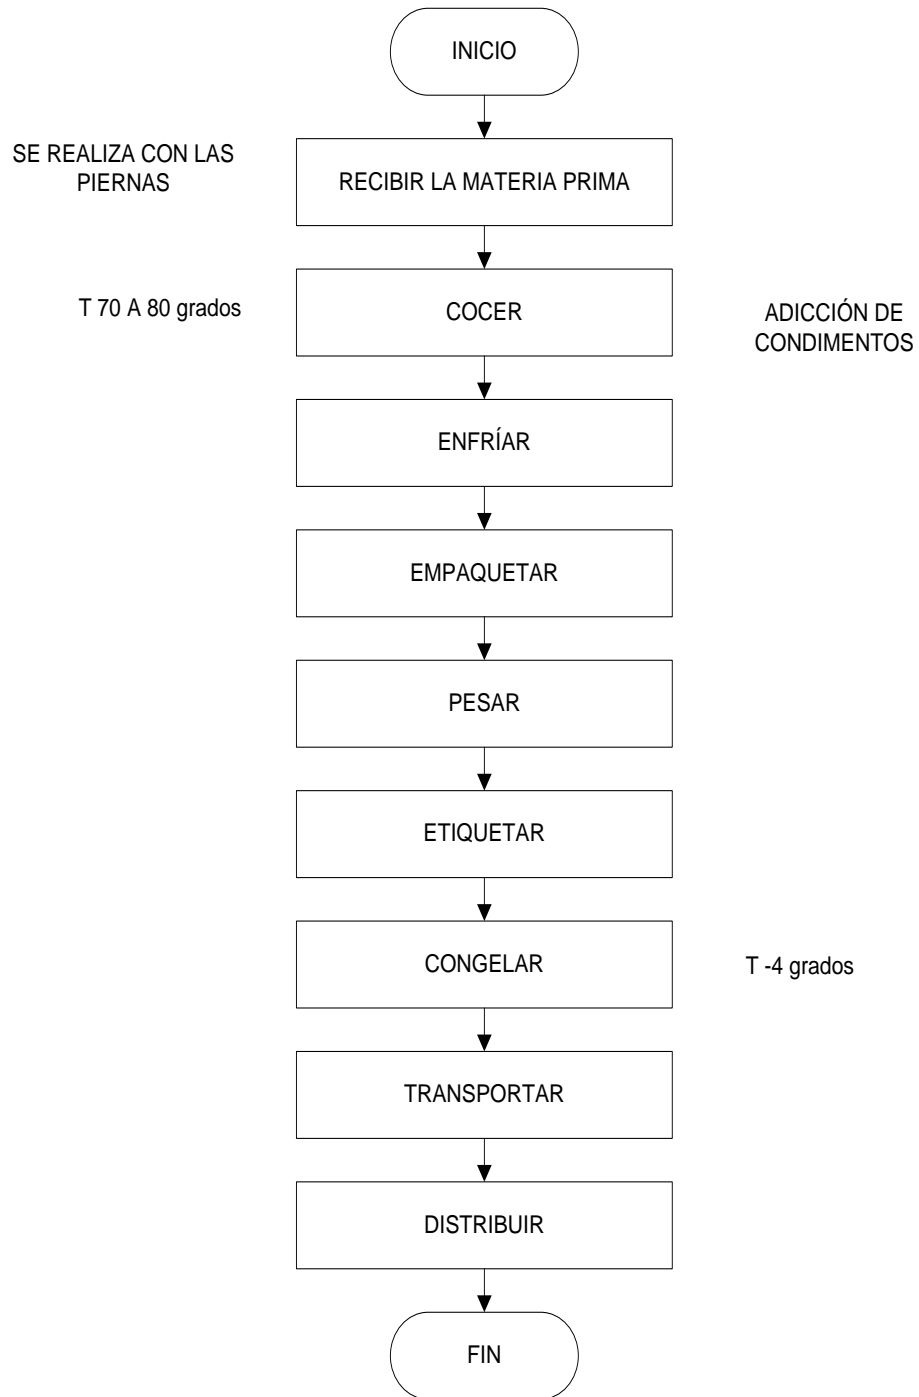 INICIO
SE REALIZA CON LAS
PIERNAS
RECIBIR LA MATERIA PRIMA
T 70 A 80 grados
COCER
ADICCIÓN DE
CONDIMENTOS
ENFRÍAR
EMPAQUETAR
PESAR
ETIQUETAR
CONGELAR
T -4 grados
TRANSPORTAR
DISTRIBUIR
FIN